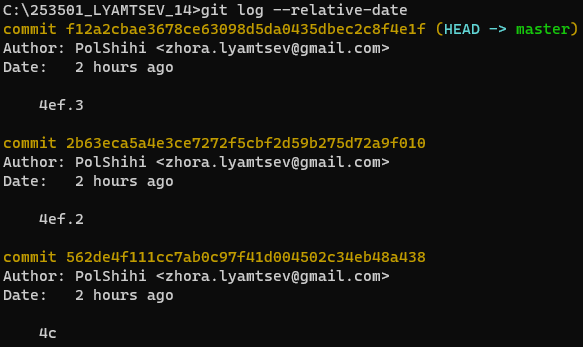 C:\253501_LYAMTSEV_14>git log --relative-date
commit f12a2cbae3678ce63098d5da0435dbec2c8f4e1f (HEAD -> master)
Author: PolShihi <zhora.lyamtsev@gmail.com>
Date:   2 hours ago
4ef.3
commit 2b63eca5a4e3ce7272f5cbf2d59b275d72a9f010
Author: PolShihi <zhora.lyamtsev@gmail.com>
Date:   2 hours ago
4ef.2
commit 562de4f111cc7ab0c97f41d004502c34eb48a438
Author: PolShihi <zhora.lyamtsev@gmail.com>
Date:   2 hours ago
4c